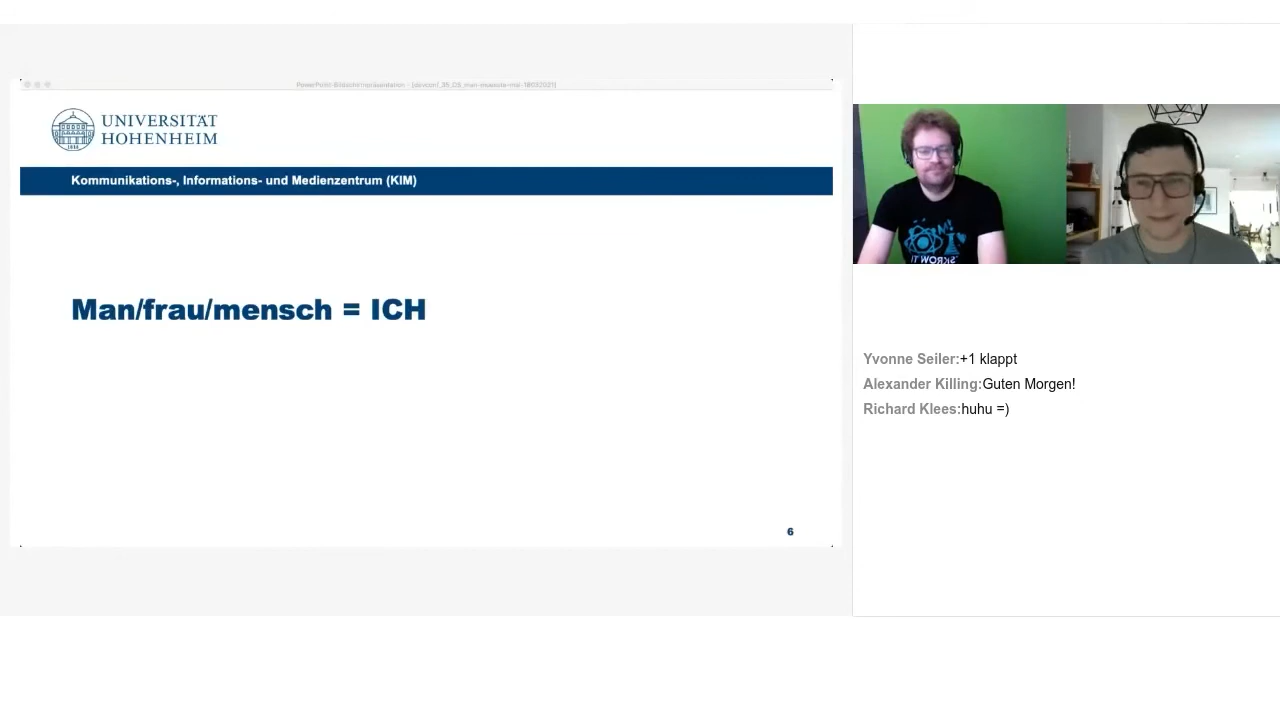 UNIVERSITÄT
HOHENHEIM
Kommunikations-, Informations- und Medienzentrum (KIM)
Man/frau/mensch = ICH
6
Yvonne Seiler:+1 klappt
Alexander Killing:Guten Morgen!
Richard Klees:huhu =)